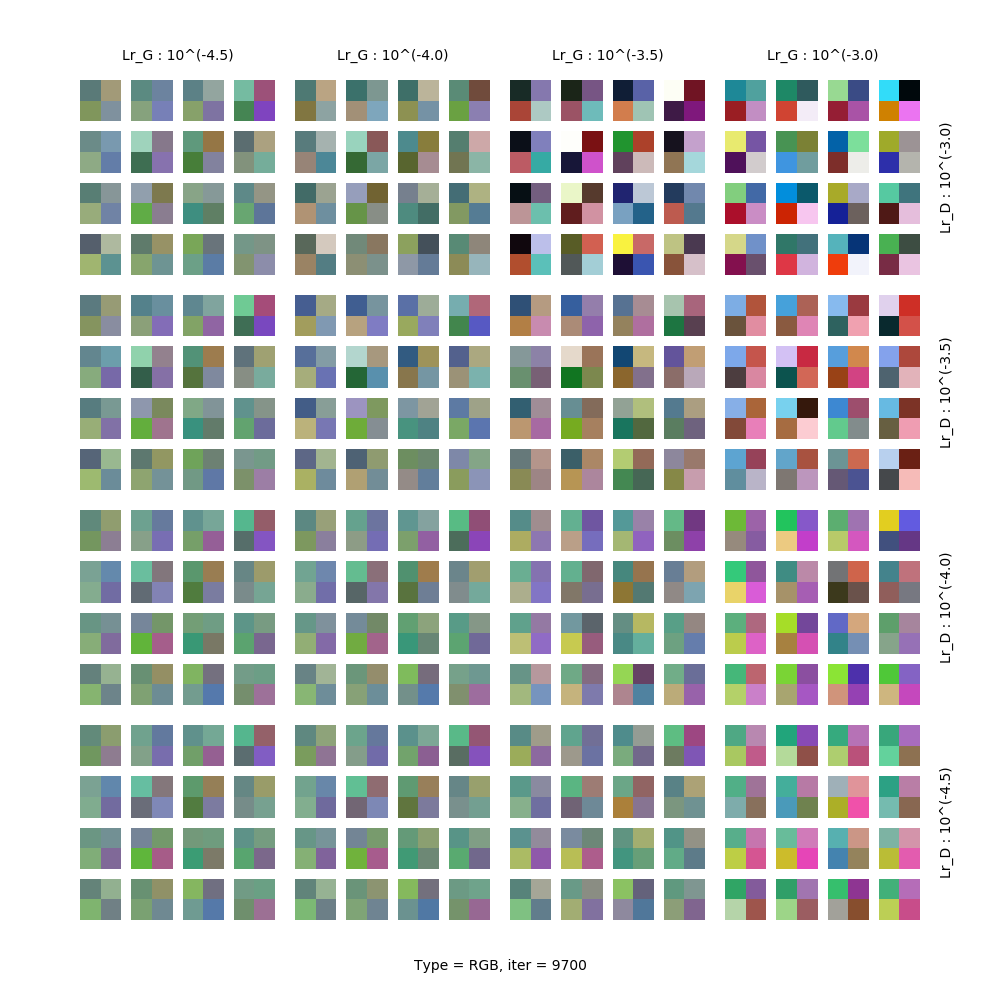 Lr_G : 10^(-4.5)
Lr_G : 10^(-4.0)
Lr_G : 10^(-3.5)
Lr_G : 10^(-3.0)
Lr_D : 10^(-3.0)
Lr_D : 10^(-3.5)
Lr_D : 10^(-4.0)
Lr_D : 10^(-4.5)
Type = RGB, iter = 9700